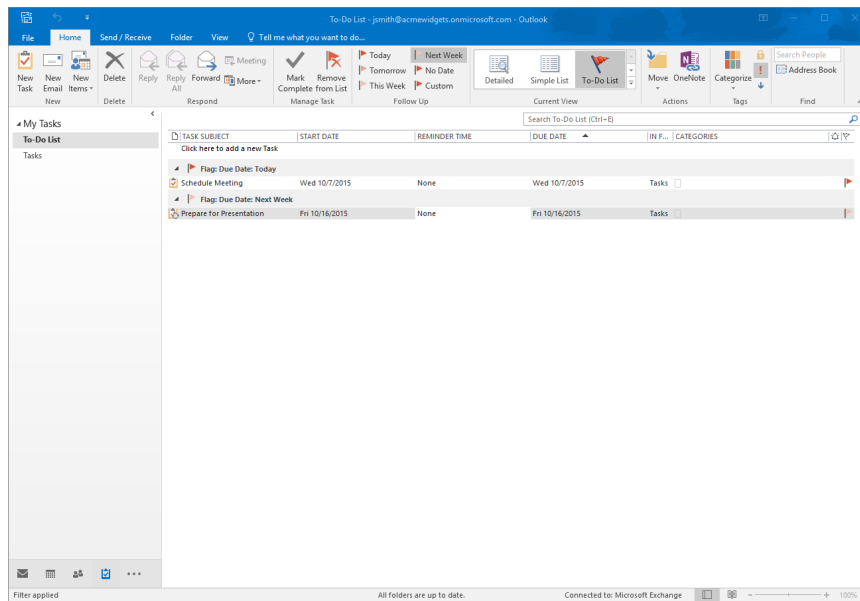 To-Do List - jsmith@acmewidgets.onmicrosoft.com - Outlook
File Home Send / Receive Folder View Tell me what you want to do...
New Task
New Email
New Items
Delete
Reply
Reply All
Forward
Meeting
More
Mark Complete
Remove from List
Today
Tomorrow
This Week
Next Week
No Date
Custom
Detailed
Simple List
To-Do List
Move
OneNote
Categorize
Search People
Address Book
New Delete Respond Manage Task Follow Up Current View Actions Tags Find
My Tasks
To-Do List
Tasks
Search To-Do List (Ctrl+E)
TASK SUBJECT START DATE REMINDER TIME DUE DATE IN F... CATEGORIES
Click here to add a new Task
Flag: Due Date: Today
Schedule Meeting Wed 10/7/2015 None Wed 10/7/2015 Tasks
Flag: Due Date: Next Week
Prepare for Presentation Fri 10/16/2015 None Fri 10/16/2015 Tasks
Filter applied All folders are up to date. Connected to: Microsoft Exchange 100%